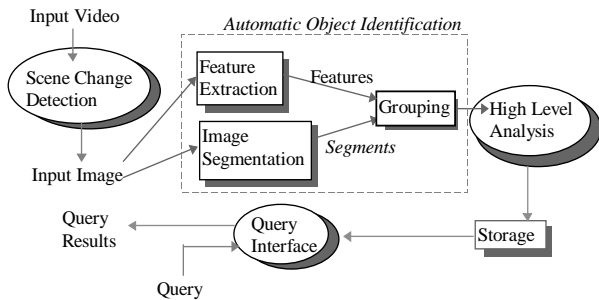 Input Video
Automatic Object Identification
Scene Change
Detection
Feature
Extraction
Features
Grouping
High Level
Analysis
Image
Segmentation
Segments
Input Image
Query
Results
Query
Interface
Storage
Query